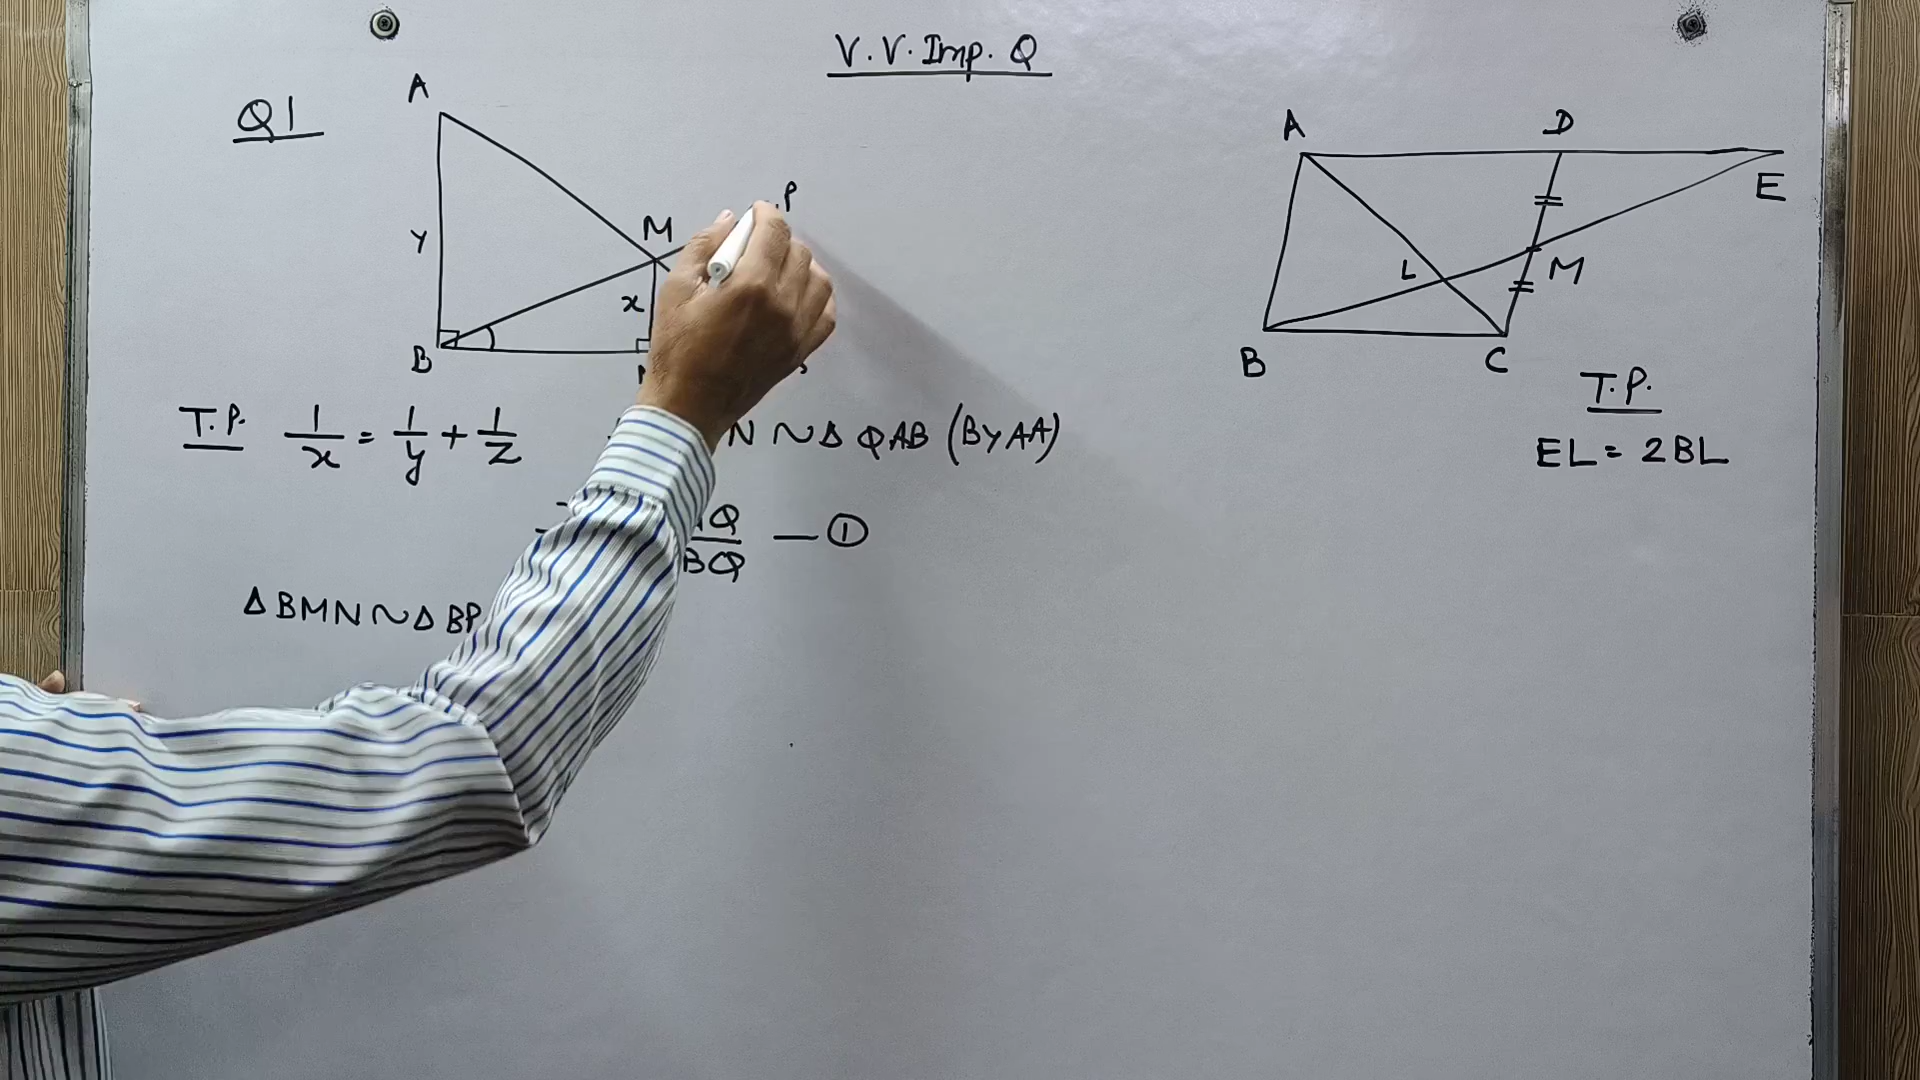 V.V. Imp. Q
Q1
A
M
P
y
x
B
T.P. 1/x = 1/y + 1/z
N ~ Δ QAB (BY AA)
Q/BQ — ①
Δ BMN ~ Δ BP
A
D
E
L
M
B
C
T.P.
EL = 2BL